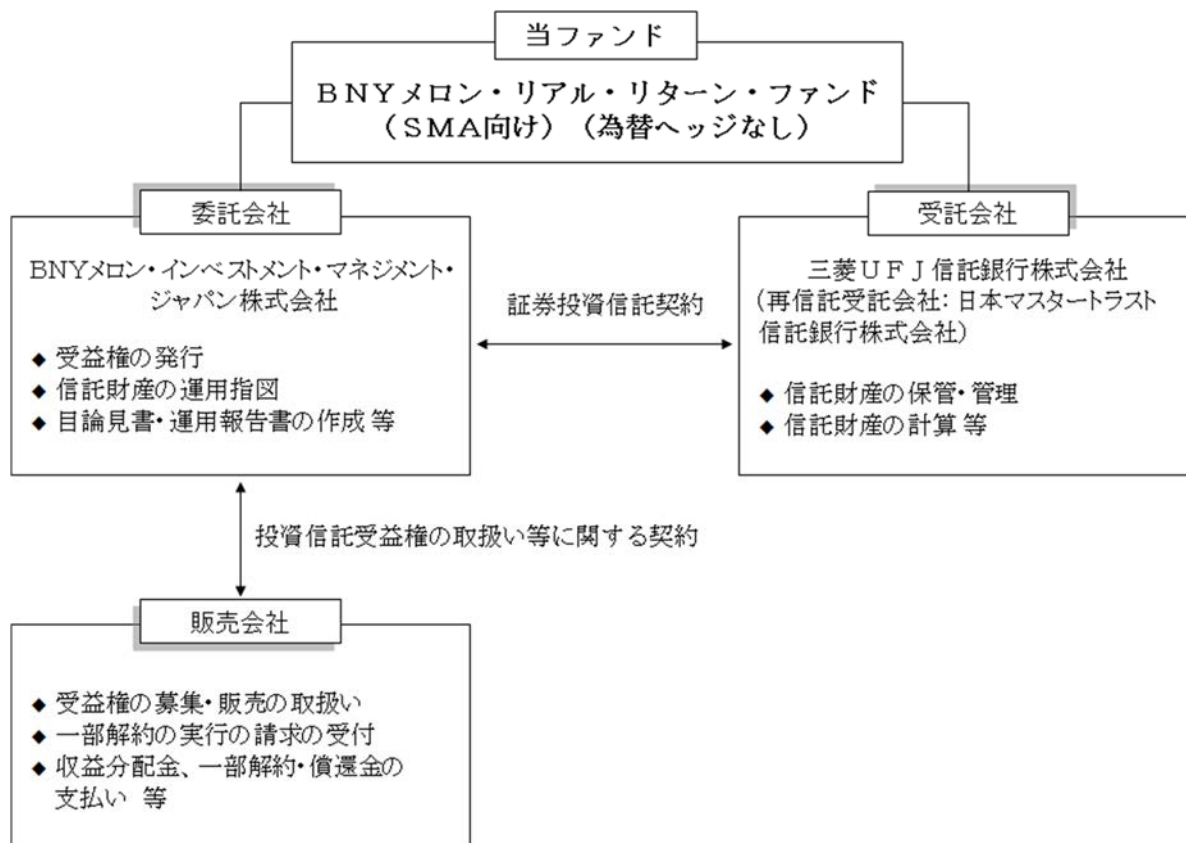 当ファンド
BNYメロン・リアル・リターン・ファンド
(SMA向け)(為替ヘッジなし)
委託会社
BNYメロン・インベストメント・マネジメント・
ジャパン株式会社
◆ 受益権の発行
◆ 信託財産の運用指図
◆ 目論見書・運用報告書の作成 等
証券投資信託契約
受託会社
三菱UFJ信託銀行株式会社
(再信託受託会社: 日本マスタートラスト
信託銀行株式会社)
◆ 信託財産の保管・管理
◆ 信託財産の計算 等
投資信託受益権の取扱い等に関する契約
販売会社
◆ 受益権の募集・販売の取扱い
◆ 一部解約の実行の請求の受付
◆ 収益分配金、一部解約・償還金の
支払い 等